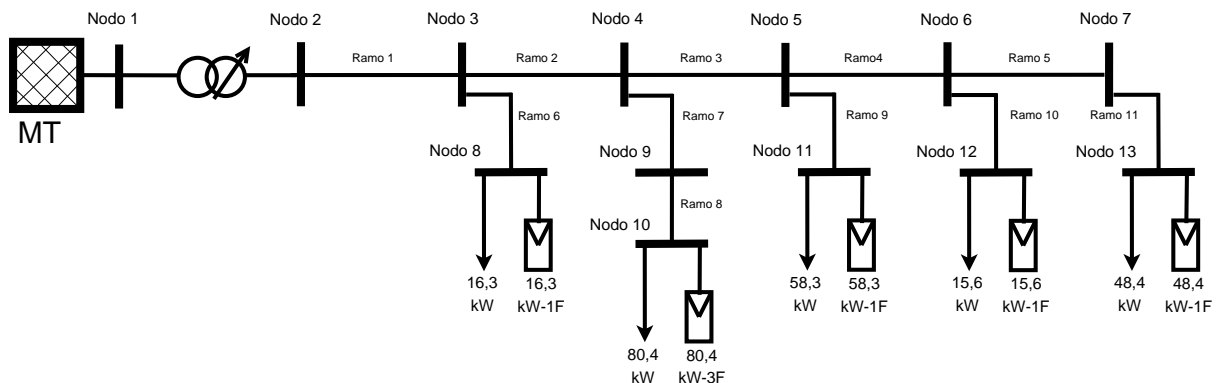 Nodo 1
Nodo 2
Nodo 3
Nodo 4
Nodo 5
Nodo 6
Nodo 7
Ramo 1
Ramo 2
Ramo 3
Ramo4
Ramo 5
MT
Ramo 6
Ramo 7
Ramo 9
Ramo 10
Ramo 11
Nodo 8
Nodo 9
Nodo 11
Nodo 12
Nodo 13
Ramo 8
Nodo 10
16,3
kW
16,3
kW-1F
58,3
kW
58,3
kW-1F
15,6
kW
15,6
kW-1F
48,4
kW
48,4
kW-1F
80,4
kW
80,4
kW-3F